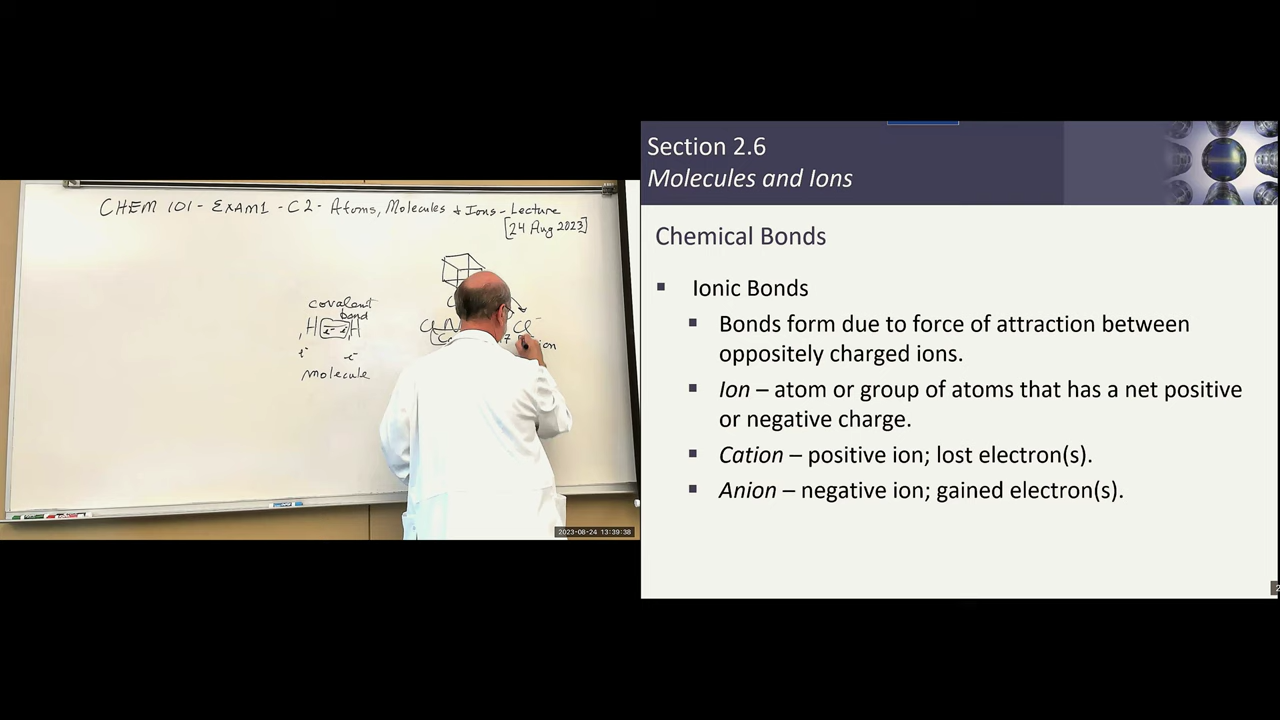 CHEM 101 - EXAM1 - C2 - Atoms, Molecules & Ions - Lecture
[24 Aug 2023]
covalent
bond
H e- e- H
Cl-
e- e-
17
ion
molecule
2023-08-24 13:39:38
Section 2.6
Molecules and Ions
Chemical Bonds
▪ Ionic Bonds
▪ Bonds form due to force of attraction between
oppositely charged ions.
▪ Ion – atom or group of atoms that has a net positive
or negative charge.
▪ Cation – positive ion; lost electron(s).
▪ Anion – negative ion; gained electron(s).